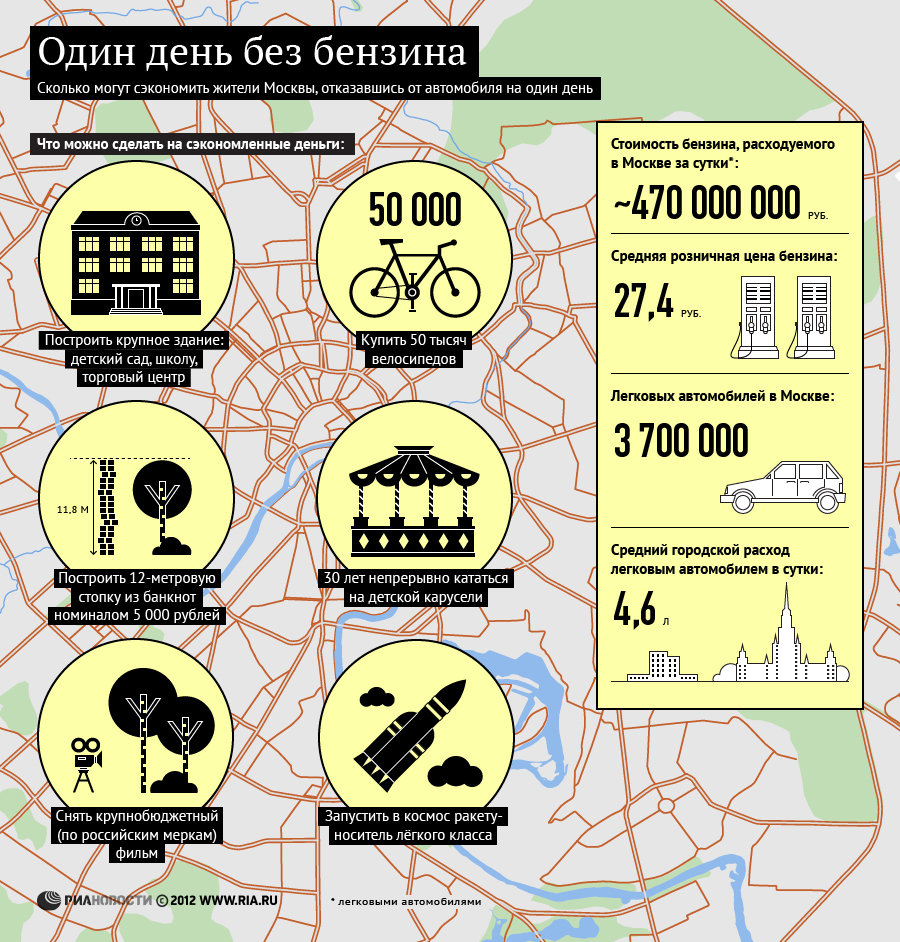 Один день без бензина
Сколько могут сэкономить жители Москвы, отказавшись от автомобиля на один день
Что можно сделать на сэкономленные деньги:
Построить крупное здание:
детский сад, школу,
торговый центр
50 000
Купить 50 тысяч
велосипедов
11,8 м
Построить 12-метровую
стопку из банкнот
номиналом 5 000 рублей
30 лет непрерывно кататься
на детской карусели
Снять крупнобюджетный
(по российским меркам)
фильм
Запустить в космос ракету-
носитель лёгкого класса
Стоимость бензина, расходуемого
в Москве за сутки*:
~470 000 000 РУБ.
Средняя розничная цена бензина:
27,4 РУБ.
Легковых автомобилей в Москве:
3 700 000
Средний городской расход
легковым автомобилем в сутки:
4,6 л
РИАНОВОСТИ © 2012 WWW.RIA.RU
* легковыми автомобилями